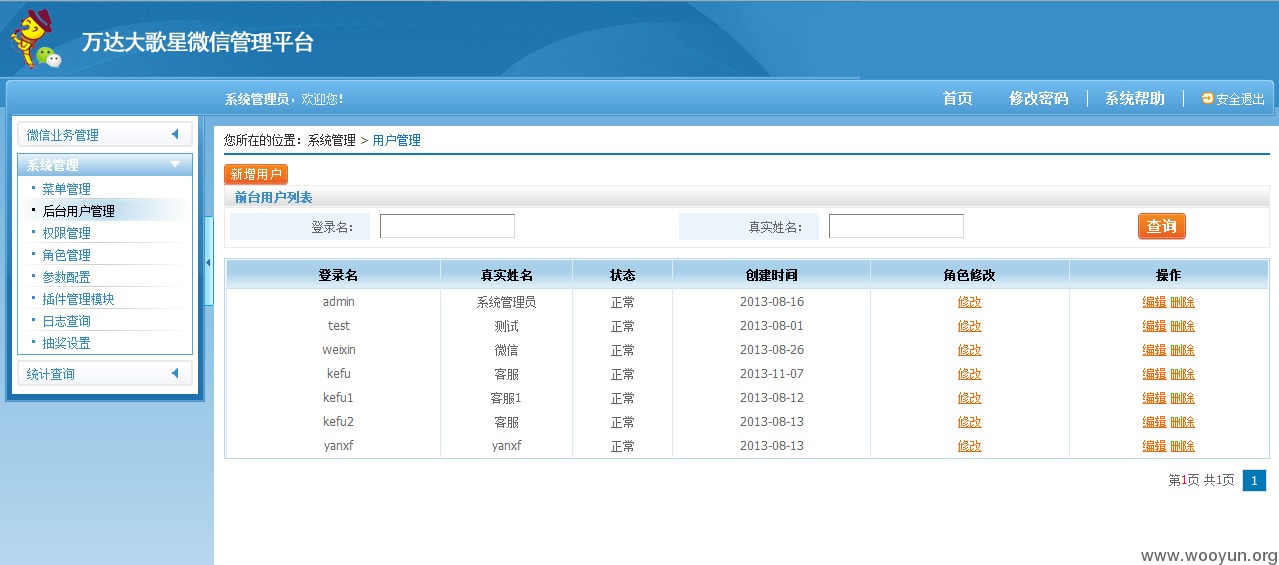 万达大歌星微信管理平台
系统管理员，欢迎您！
首页 修改密码 系统帮助 安全退出
微信业务管理
系统管理
菜单管理
后台用户管理
权限管理
角色管理
参数配置
插件管理模块
日志查询
抽奖设置
统计查询
您所在的位置：系统管理 > 用户管理
新增用户
前台用户列表
登录名： 真实姓名： 查询
登录名 真实姓名 状态 创建时间 角色修改 操作
admin 系统管理员 正常 2013-08-16 修改 编辑 删除
test 测试 正常 2013-08-01 修改 编辑 删除
weixin 微信 正常 2013-08-26 修改 编辑 删除
kefu 客服 正常 2013-11-07 修改 编辑 删除
kefu1 客服1 正常 2013-08-12 修改 编辑 删除
kefu2 客服 正常 2013-08-13 修改 编辑 删除
yanxf yanxf 正常 2013-08-13 修改 编辑 删除
第1页 共1页 1
www.wooyun.org